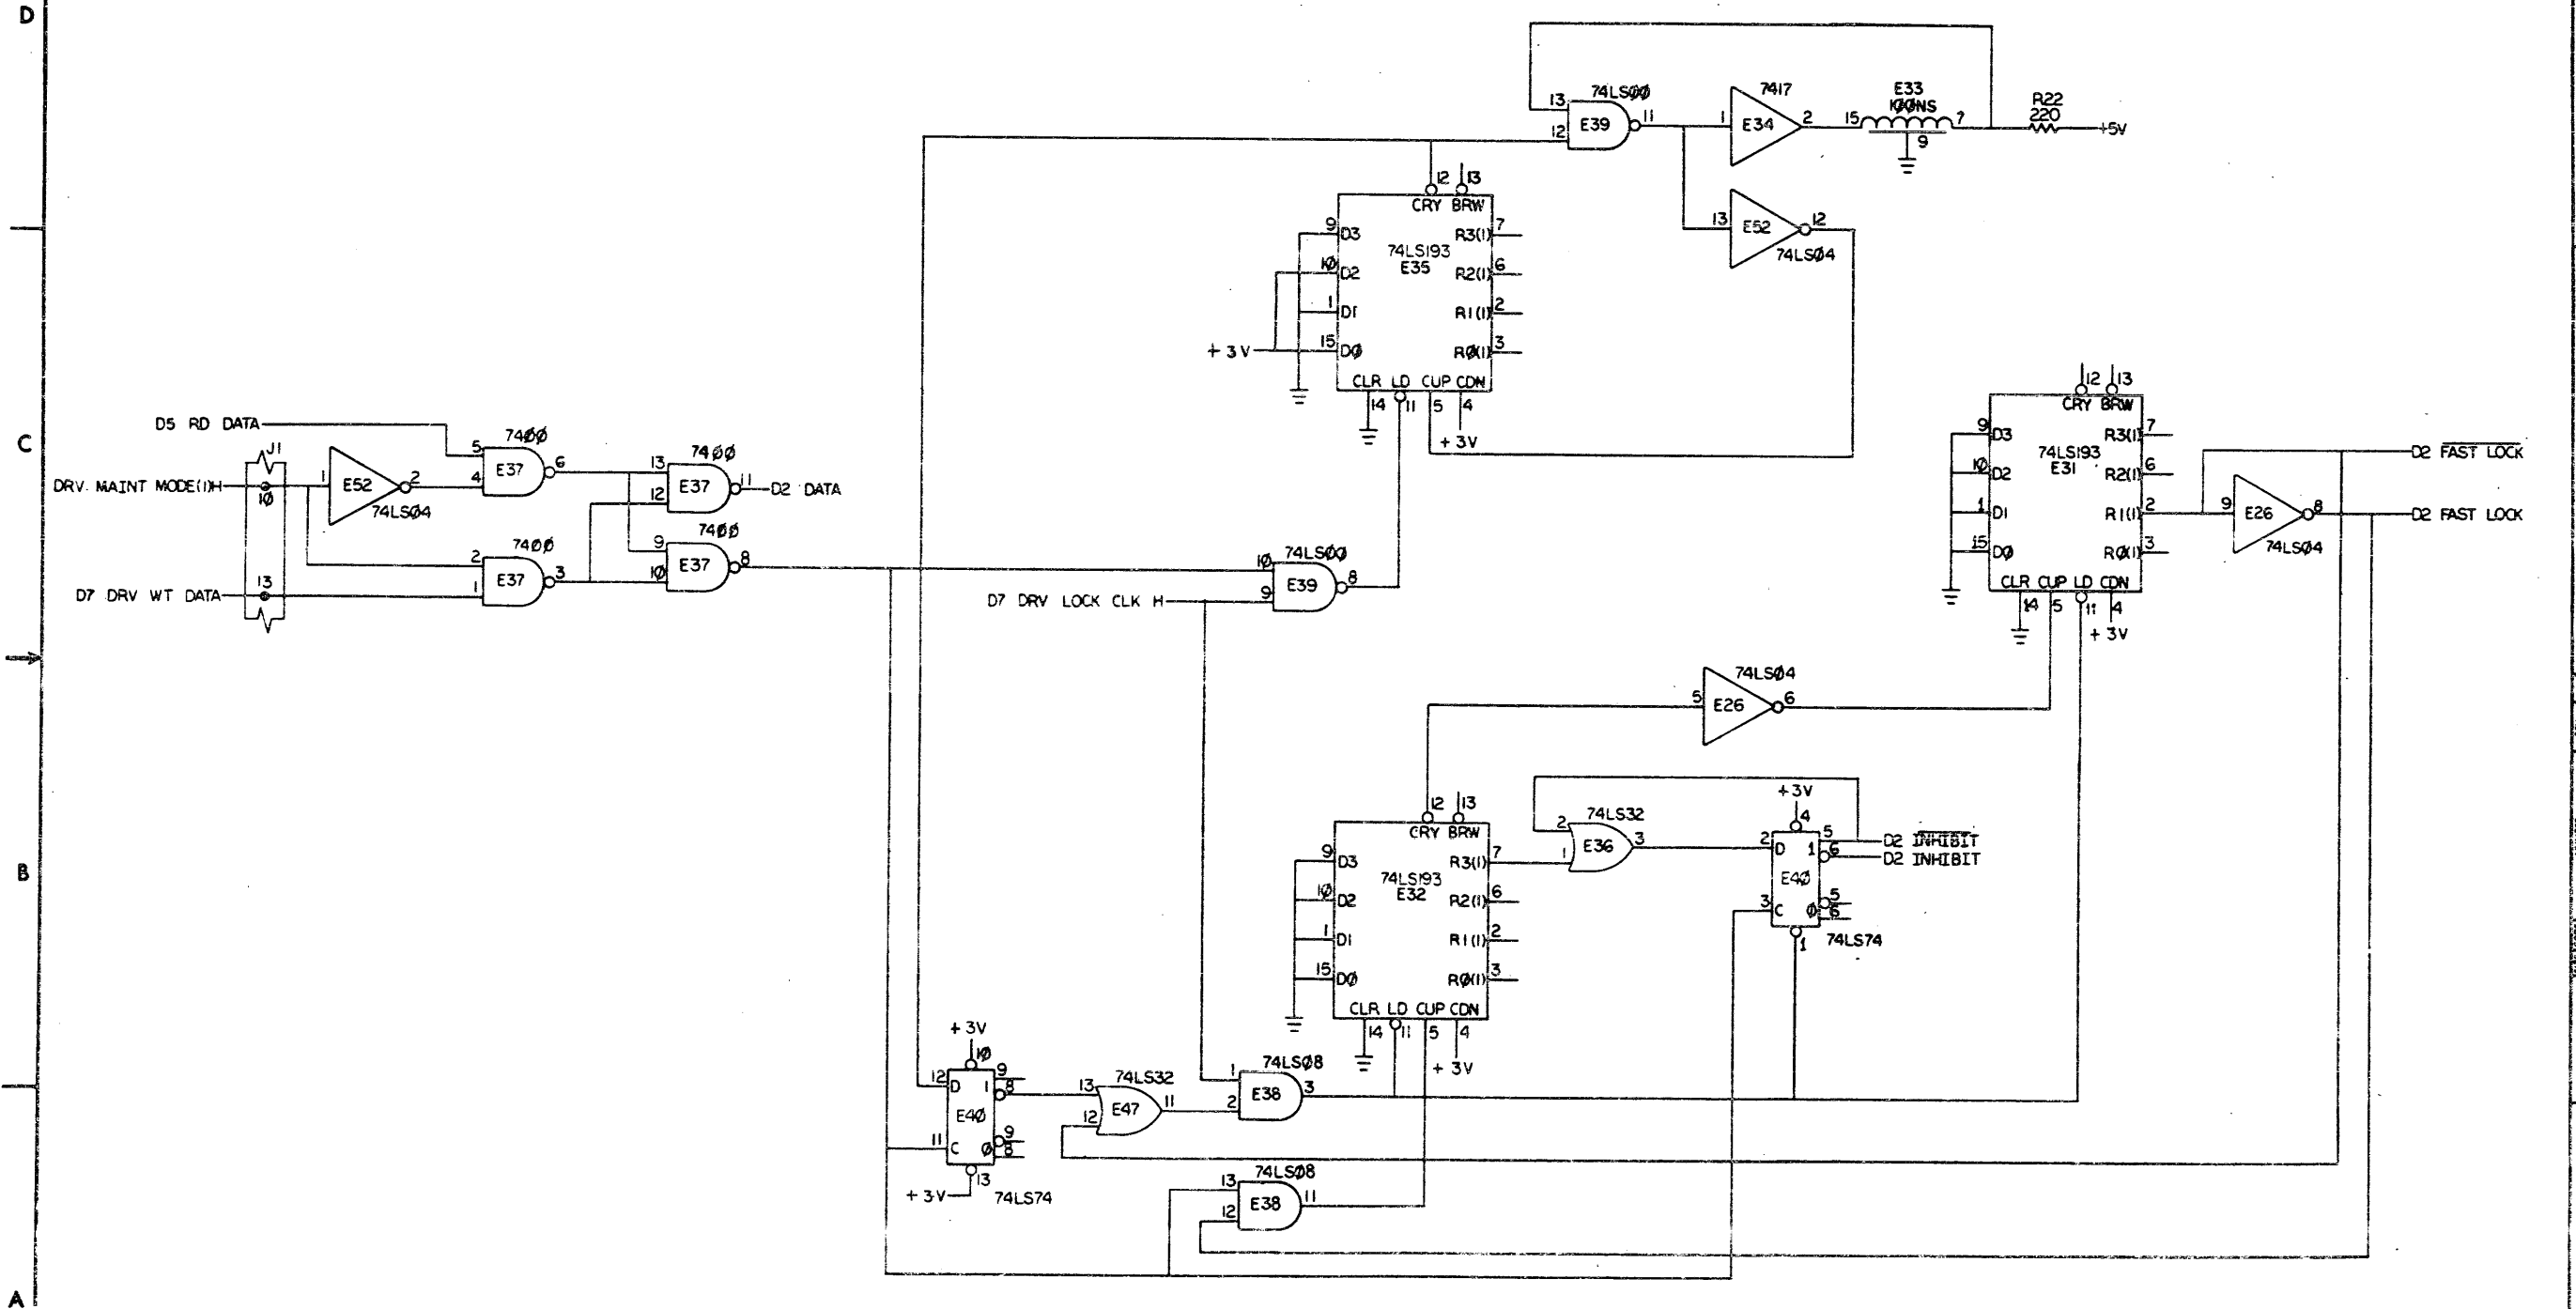 D
C
B
A
D5 RD DATA
J1
DRV MAINT MODE(1)H
10
1 E52 2
74LS04
13
D7 DRV WT DATA
7400
5 4 E37 6
7400
2 1 E37 3
7400
13 12 E37 11
D2 DATA
7400
9 10 E37 8
74LS00
13 12 E39 11
7417
1 E34 2
E33
100NS
15 7
9
R22
220
+5V
13 E52 12
74LS04
12 13
CRY BRW
9 D3 R3(1) 7
74LS193
E35
10 D2 R2(1) 6
1 D1 R1(1) 2
+3V
15 D0 R0(1) 3
CLR LD CUP CDN
14 11 5 4
+3V
74LS00
10 9 E39 8
D7 DRV LOCK CLK H
12 13
CRY BRW
9 D3 R3(1) 7
74LS193
E31
10 D2 R2(1) 6
1 D1 R1(1) 2
15 D0 R0(1) 3
CLR CUP LD CDN
14 5 11 4
+3V
9 E26 8
74LS04
D2 FAST LOCK
D2 FAST LOCK
74LS04
5 E26 6
12 13
CRY BRW
9 D3 R3(1) 7
74LS193
E32
10 D2 R2(1) 6
1 D1 R1(1) 2
15 D0 R0(1) 3
CLR LD CUP CDN
14 11 5 4
+3V
74LS32
2 1 E36 3
+3V
4
2 D 1 5
6
E40
3 C 0 5
6
1
74LS74
D2 INHIBIT
D2 INHIBIT
+3V
10
12 D 1 9
8
E40
11 C 0 9
8
13
+3V
74LS74
74LS32
13 12 E47 11
74LS08
1 2 E38 3
74LS08
13 12 E38 11